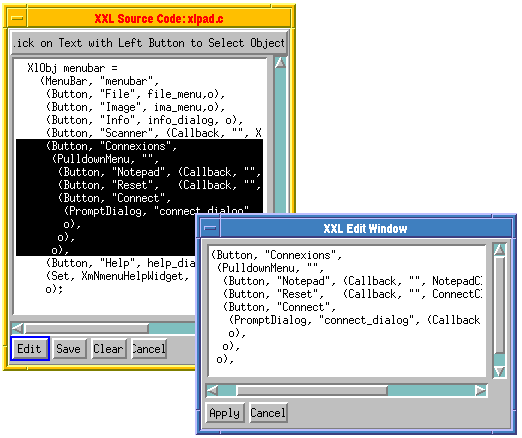 XXL Source Code: xlpad.c
.ick on Text with Left Button to Select Object
XlObj menubar =
(MenuBar, "menubar",
(Button, "File", file_menu,o),
(Button, "Image", ima_menu,o),
(Button, "Info", info_dialog, o),
(Button, "Scanner", (Callback, "", X
(Button, "Connexions",
(PulldownMenu, "",
(Button, "Notepad", (Callback, "",
(Button, "Reset",   (Callback, "",
(Button, "Connect",
(PromptDialog, "connect_dialog"
o),
o),
o),
(Button, "Help", help_dia
(Set, XmNmenuHelpWidget,
o);
Edit Save Clear Cancel
XXL Edit Window
(Button, "Connexions",
(PulldownMenu, "",
(Button, "Notepad", (Callback, "", NotepadC
(Button, "Reset",   (Callback, "", ConnectC
(Button, "Connect",
(PromptDialog, "connect_dialog", (Callback
o),
o),
o),
Apply Cancel